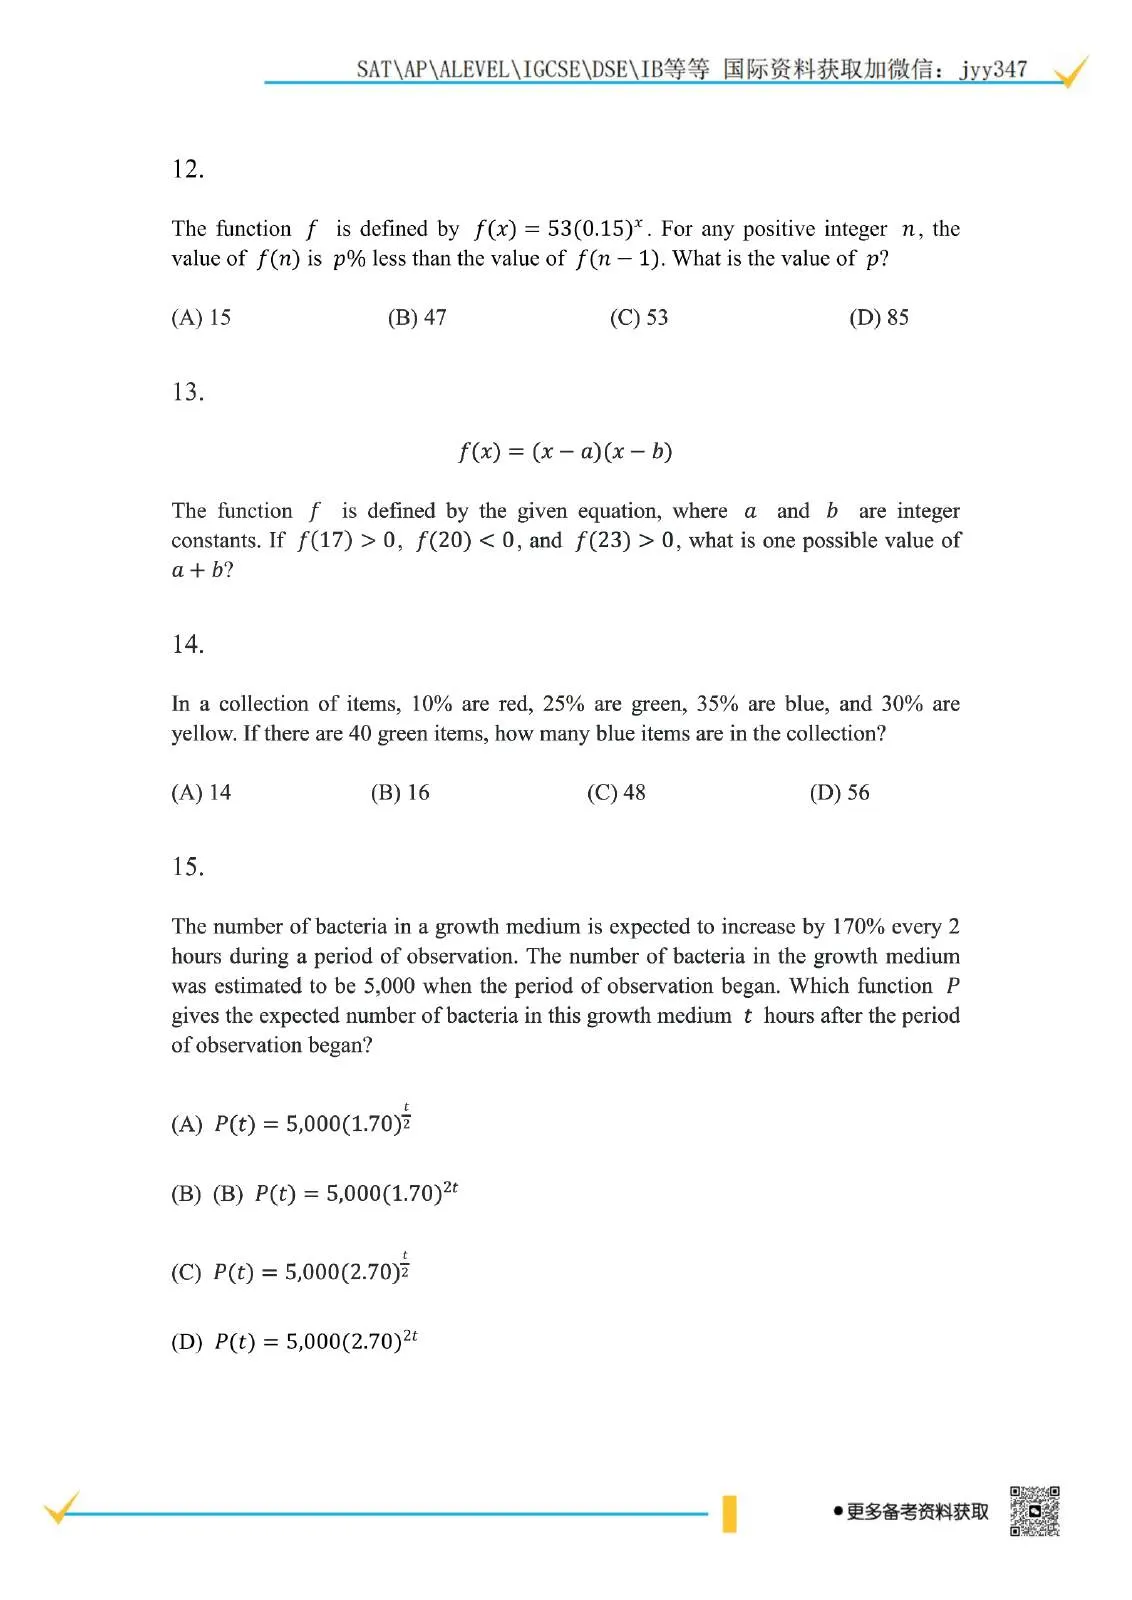 SAT\AP\ALEVEL\IGCSE\DSE\IB等等 国际资料获取加微信：jyy347
12.
The function f is defined by f(x) = 53(0.15)^x. For any positive integer n, the
value of f(n) is p% less than the value of f(n − 1). What is the value of p?
(A) 15 (B) 47 (C) 53 (D) 85
13.
f(x) = (x − a)(x − b)
The function f is defined by the given equation, where a and b are integer
constants. If f(17) > 0, f(20) < 0, and f(23) > 0, what is one possible value of
a + b?
14.
In a collection of items, 10% are red, 25% are green, 35% are blue, and 30% are
yellow. If there are 40 green items, how many blue items are in the collection?
(A) 14 (B) 16 (C) 48 (D) 56
15.
The number of bacteria in a growth medium is expected to increase by 170% every 2
hours during a period of observation. The number of bacteria in the growth medium
was estimated to be 5,000 when the period of observation began. Which function P
gives the expected number of bacteria in this growth medium t hours after the period
of observation began?
(A) P(t) = 5,000(1.70)^(t/2)
(B) (B) P(t) = 5,000(1.70)^2t
(C) P(t) = 5,000(2.70)^(t/2)
(D) P(t) = 5,000(2.70)^2t
●更多备考资料获取